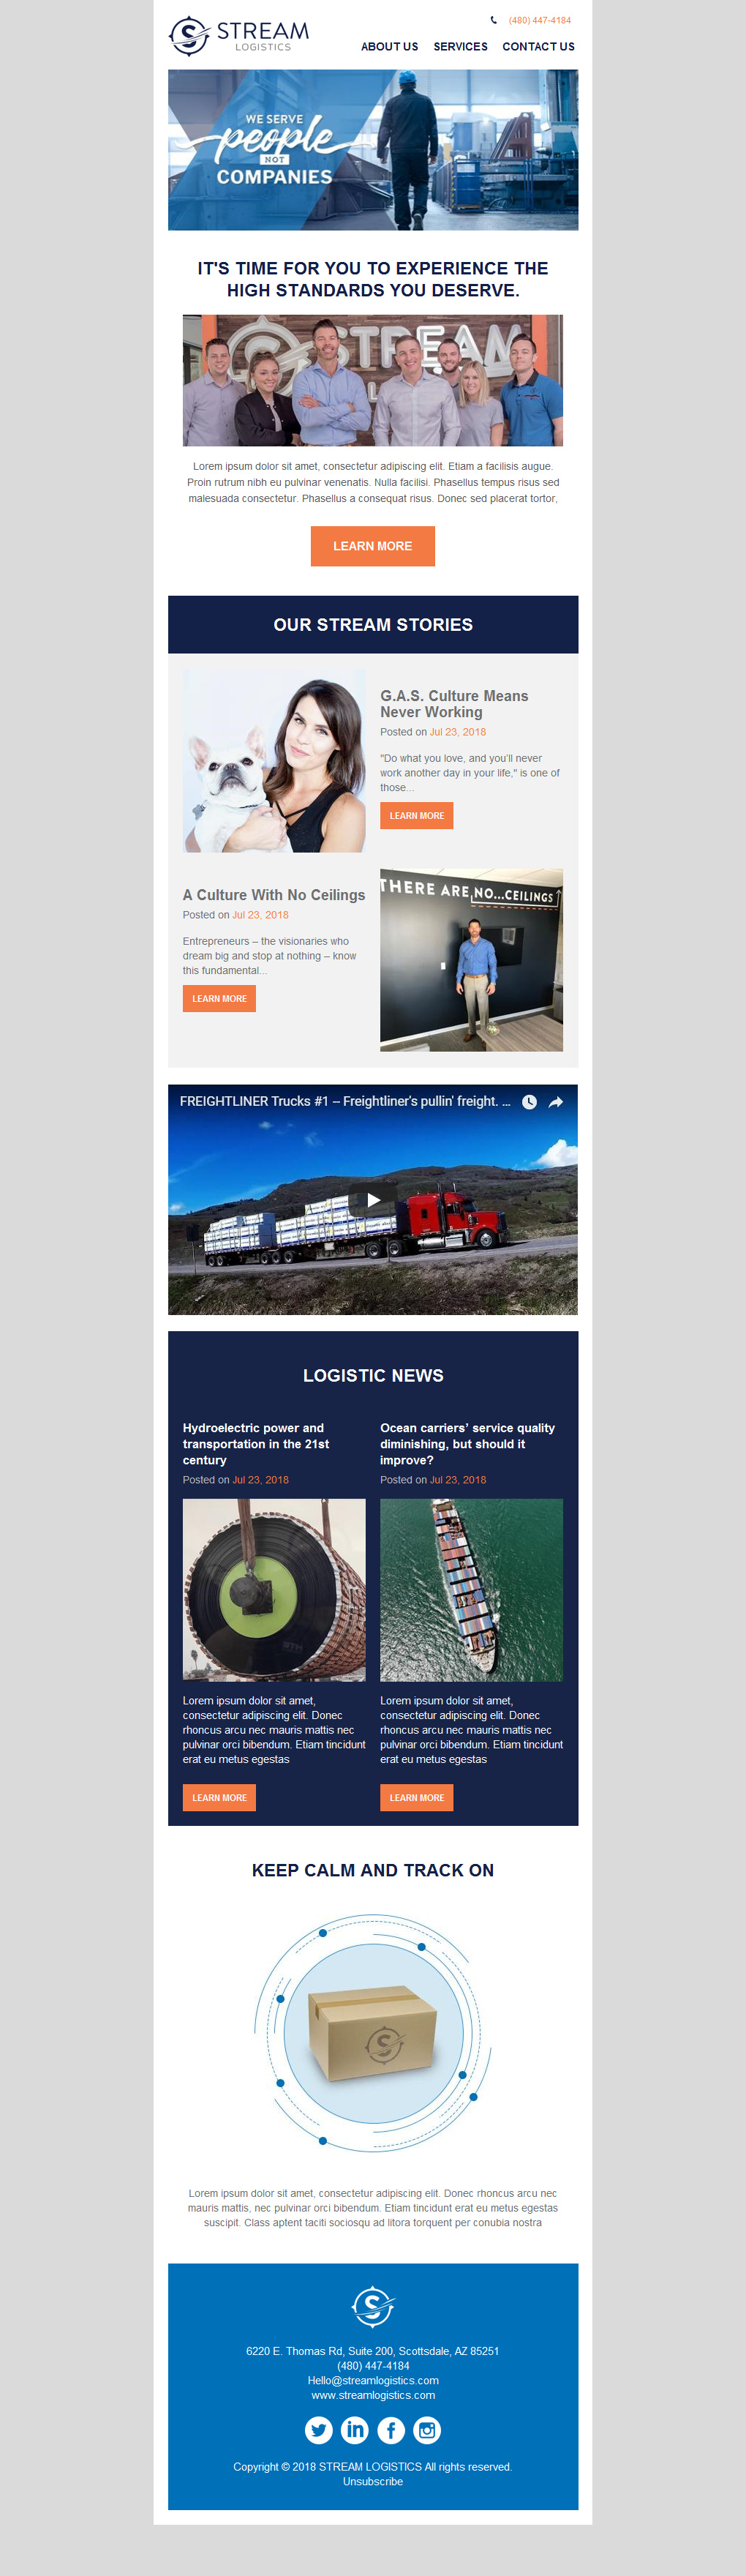 STREAM
LOGISTICS
(480) 447-4184
ABOUT US SERVICES CONTACT US
WE SERVE
people
NOT
COMPANIES
IT'S TIME FOR YOU TO EXPERIENCE THE
HIGH STANDARDS YOU DESERVE.
STREAM
Lorem ipsum dolor sit amet, consectetur adipiscing elit. Etiam a facilisis augue.
Proin rutrum nibh eu pulvinar venenatis. Nulla facilisi. Phasellus tempus risus sed
malesuada consectetur. Phasellus a consequat risus. Donec sed placerat tortor,
LEARN MORE
OUR STREAM STORIES
G.A.S. Culture Means
Never Working
Posted on Jul 23, 2018
"Do what you love, and you'll never
work another day in your life," is one of
those...
LEARN MORE
A Culture With No Ceilings
Posted on Jul 23, 2018
Entrepreneurs – the visionaries who
dream big and stop at nothing – know
this fundamental...
LEARN MORE
THERE ARE NO...CEILINGS
FREIGHTLINER Trucks #1 – Freightliner's pullin' freight. ...
LOGISTIC NEWS
Hydroelectric power and
transportation in the 21st
century
Posted on Jul 23, 2018
Lorem ipsum dolor sit amet,
consectetur adipiscing elit. Donec
rhoncus arcu nec mauris mattis nec
pulvinar orci bibendum. Etiam tincidunt
erat eu metus egestas
LEARN MORE
Ocean carriers' service quality
diminishing, but should it
improve?
Posted on Jul 23, 2018
Lorem ipsum dolor sit amet,
consectetur adipiscing elit. Donec
rhoncus arcu nec mauris mattis nec
pulvinar orci bibendum. Etiam tincidunt
erat eu metus egestas
LEARN MORE
KEEP CALM AND TRACK ON
S
Lorem ipsum dolor sit amet, consectetur adipiscing elit. Donec rhoncus arcu nec
mauris mattis, nec pulvinar orci bibendum. Etiam tincidunt erat eu metus egestas
suscipit. Class aptent taciti sociosqu ad litora torquent per conubia nostra
S
6220 E. Thomas Rd, Suite 200, Scottsdale, AZ 85251
(480) 447-4184
Hello@streamlogistics.com
www.streamlogistics.com
Copyright © 2018 STREAM LOGISTICS All rights reserved.
Unsubscribe